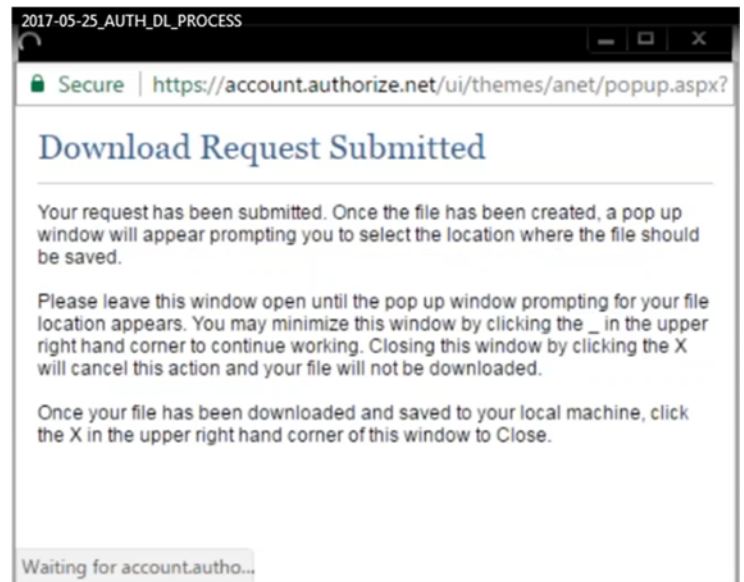 2017-05-25_AUTH_DL_PROCESS
Secure | https://account.authorize.net/ui/themes/anet/popup.aspx?
Download Request Submitted
Your request has been submitted. Once the file has been created, a pop up
window will appear prompting you to select the location where the file should
be saved.
Please leave this window open until the pop up window prompting for your file
location appears. You may minimize this window by clicking the _ in the upper
right hand corner to continue working. Closing this window by clicking the X
will cancel this action and your file will not be downloaded.
Once your file has been downloaded and saved to your local machine, click
the X in the upper right hand corner of this window to Close.
Waiting for account.autho...